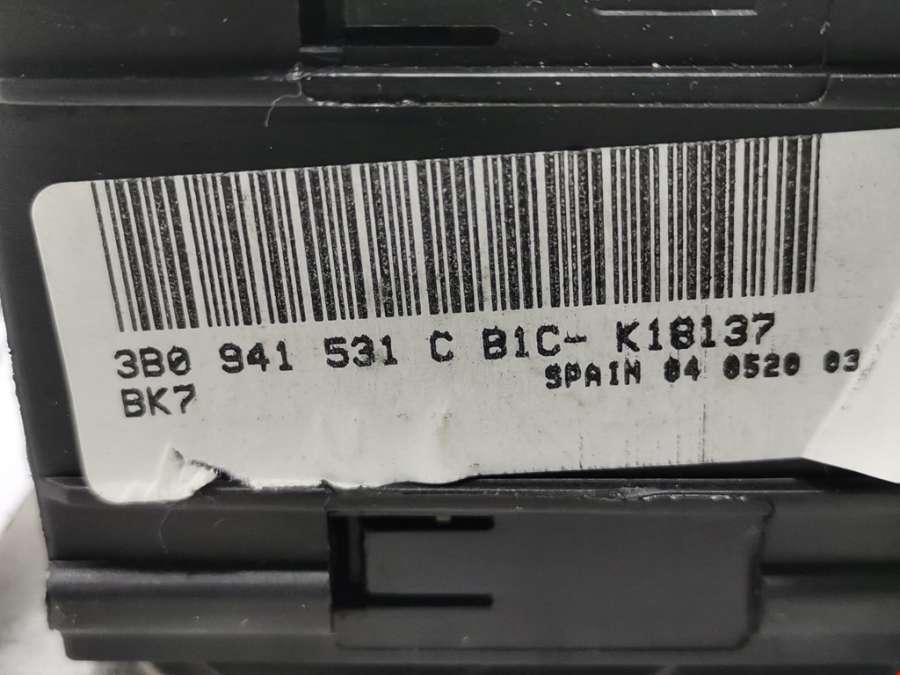 3B0 941 531 C B1C- K18137
SPAIN 04 0520 03
BK7